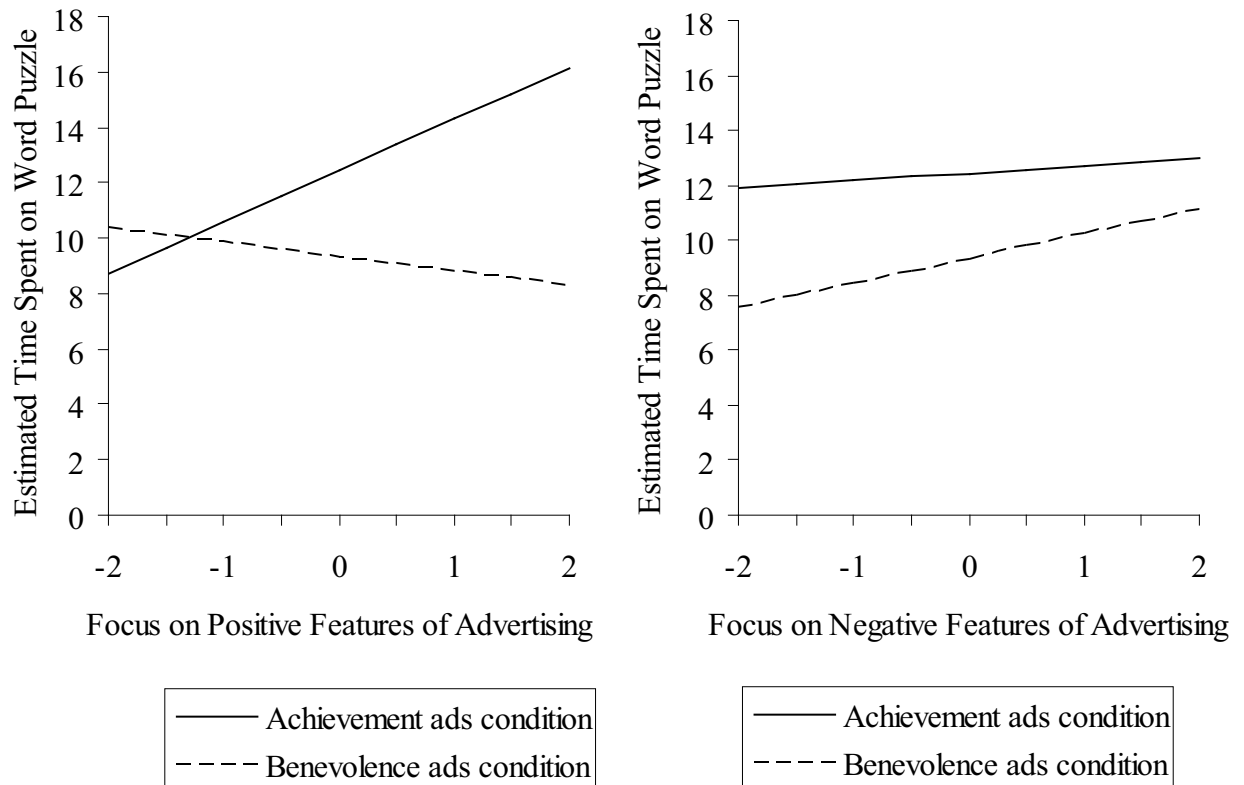 Estimated Time Spent on Word Puzzle
18
16
14
12
10
8
6
4
2
0
-2 -1 0 1 2
Focus on Positive Features of Advertising
Achievement ads condition
Benevolence ads condition
Estimated Time Spent on Word Puzzle
18
16
14
12
10
8
6
4
2
0
-2 -1 0 1 2
Focus on Negative Features of Advertising
Achievement ads condition
Benevolence ads condition